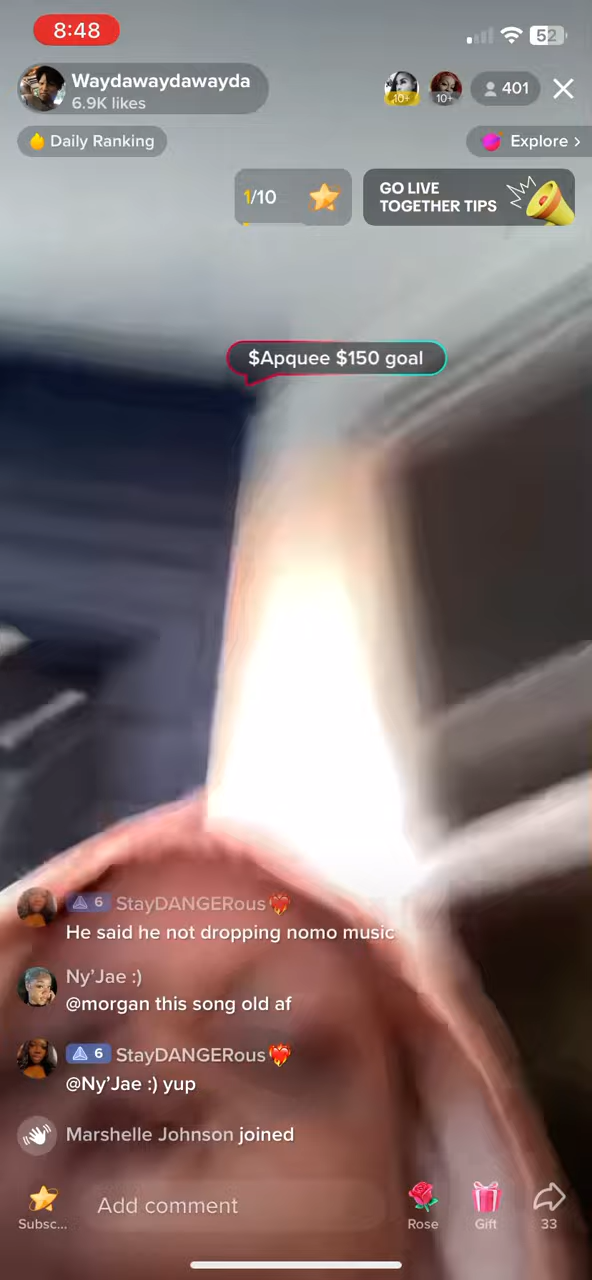 8:48
52
Waydawaydawayda
6.9K likes
10+
10+
401
Daily Ranking
Explore >
1/10
GO LIVE
TOGETHER TIPS
$Apquee $150 goal
6 StayDANGERous❤️‍🔥
He said he not dropping nomo music
Ny’Jae :)
@morgan this song old af
6 StayDANGERous❤️‍🔥
@Ny’Jae :) yup
Marshelle Johnson joined
Add comment
Subsc...
Rose
Gift
33